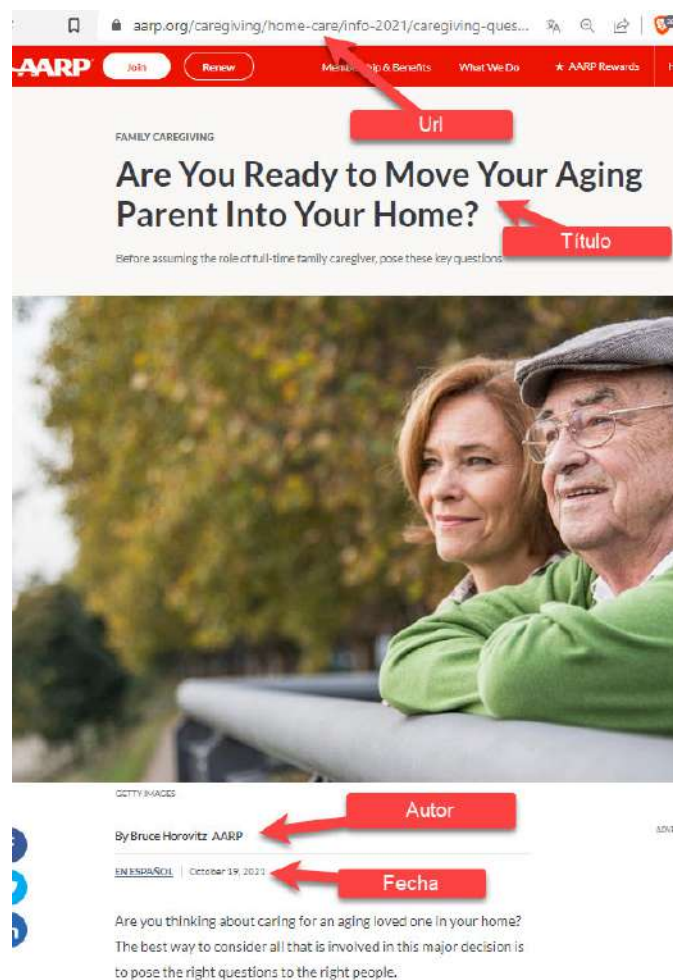 aarp.org/caregiving/home-care/info-2021/caregiving-ques...
AARP Join Renew Membership & Benefits What We Do ★ AARP Rewards
Url
FAMILY CAREGIVING
Are You Ready to Move Your Aging
Parent Into Your Home?
Título
Before assuming the role of full-time family caregiver, pose these key questions
GETTY IMAGES
Autor
By Bruce Horovitz AARP
EN ESPAÑOL | October 19, 2021
Fecha
Are you thinking about caring for an aging loved one in your home?
The best way to consider all that is involved in this major decision is
to pose the right questions to the right people.